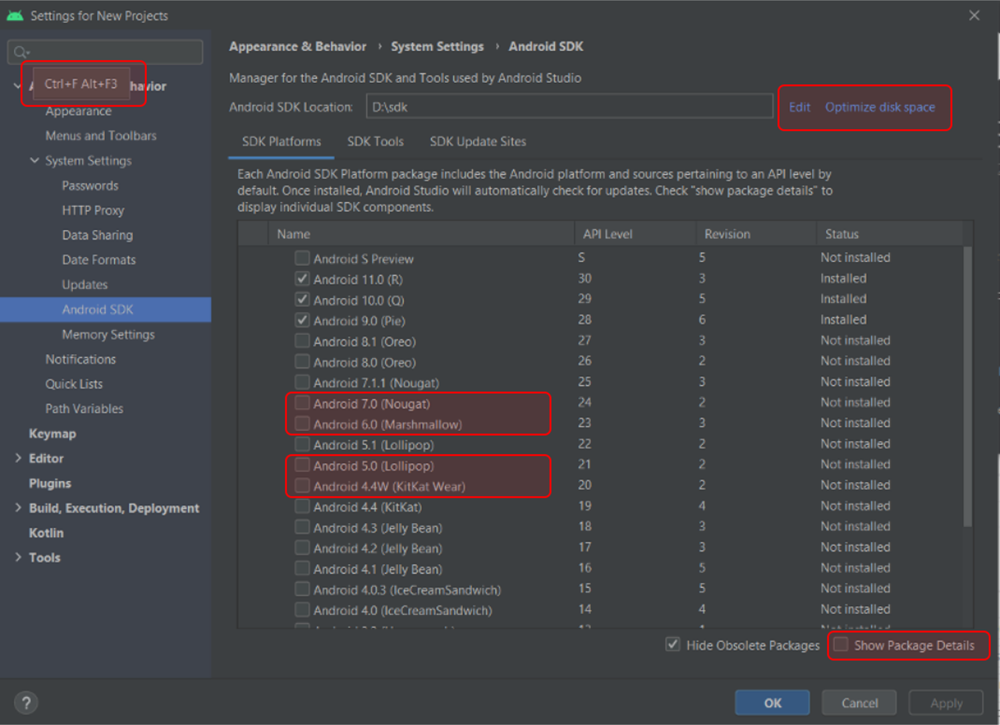 Settings for New Projects
Ctrl+F Alt+F3
havior
Appearance
Menus and Toolbars
System Settings
Passwords
HTTP Proxy
Data Sharing
Date Formats
Updates
Android SDK
Memory Settings
Notifications
Quick Lists
Path Variables
Keymap
Editor
Plugins
Build, Execution, Deployment
Kotlin
Tools
Appearance & Behavior › System Settings › Android SDK
Manager for the Android SDK and Tools used by Android Studio
Android SDK Location: D:\sdk Edit Optimize disk space
SDK Platforms SDK Tools SDK Update Sites
Each Android SDK Platform package includes the Android platform and sources pertaining to an API level by
default. Once installed, Android Studio will automatically check for updates. Check "show package details" to
display individual SDK components.
Name API Level Revision Status
Android S Preview S 5 Not installed
Android 11.0 (R) 30 3 Installed
Android 10.0 (Q) 29 5 Installed
Android 9.0 (Pie) 28 6 Installed
Android 8.1 (Oreo) 27 3 Not installed
Android 8.0 (Oreo) 26 2 Not installed
Android 7.1.1 (Nougat) 25 3 Not installed
Android 7.0 (Nougat) 24 2 Not installed
Android 6.0 (Marshmallow) 23 3 Not installed
Android 5.1 (Lollipop) 22 2 Not installed
Android 5.0 (Lollipop) 21 2 Not installed
Android 4.4W (KitKat Wear) 20 2 Not installed
Android 4.4 (KitKat) 19 4 Not installed
Android 4.3 (Jelly Bean) 18 3 Not installed
Android 4.2 (Jelly Bean) 17 3 Not installed
Android 4.1 (Jelly Bean) 16 5 Not installed
Android 4.0.3 (IceCreamSandwich) 15 5 Not installed
Android 4.0 (IceCreamSandwich) 14 4 Not installed
Hide Obsolete Packages Show Package Details
? OK Cancel Apply